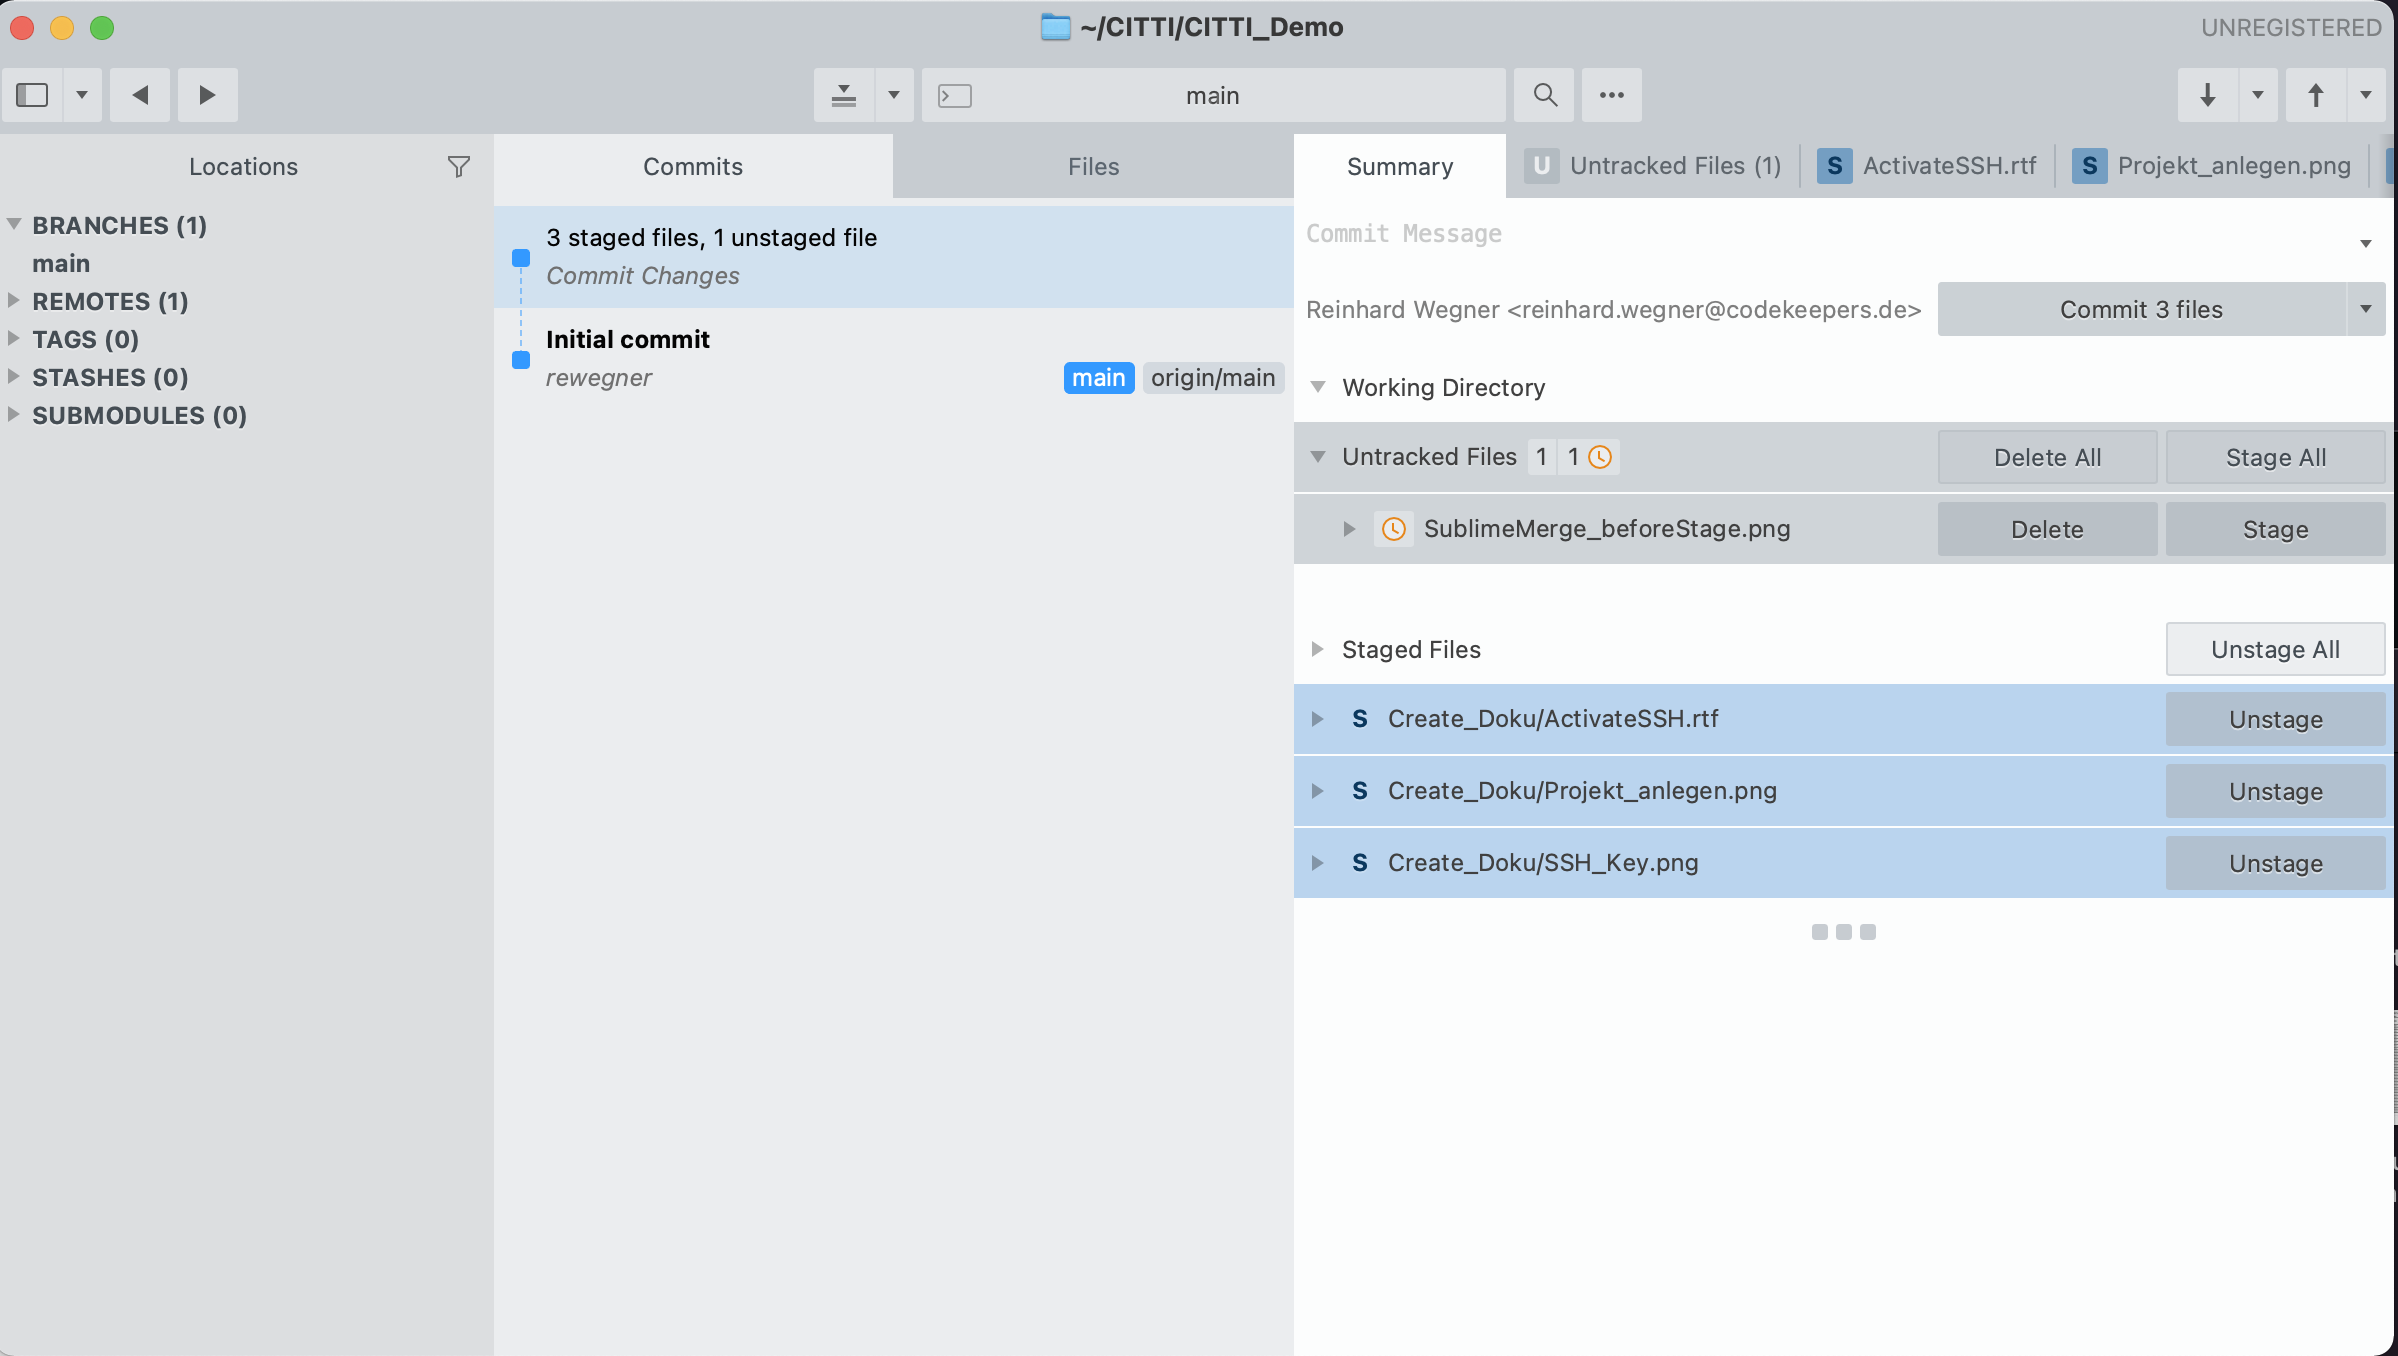 ~/CITTI/CITTI_Demo
UNREGISTERED
main
Locations
BRANCHES (1)
main
REMOTES (1)
TAGS (0)
STASHES (0)
SUBMODULES (0)
Commits
Files
3 staged files, 1 unstaged file
Commit Changes
Initial commit
rewegner
main
origin/main
Summary
U Untracked Files (1)
S ActivateSSH.rtf
S Projekt_anlegen.png
Commit Message
Reinhard Wegner <reinhard.wegner@codekeepers.de>
Commit 3 files
Working Directory
Untracked Files 1 1
Delete All
Stage All
SublimeMerge_beforeStage.png
Delete
Stage
Staged Files
Unstage All
S Create_Doku/ActivateSSH.rtf
Unstage
S Create_Doku/Projekt_anlegen.png
Unstage
S Create_Doku/SSH_Key.png
Unstage